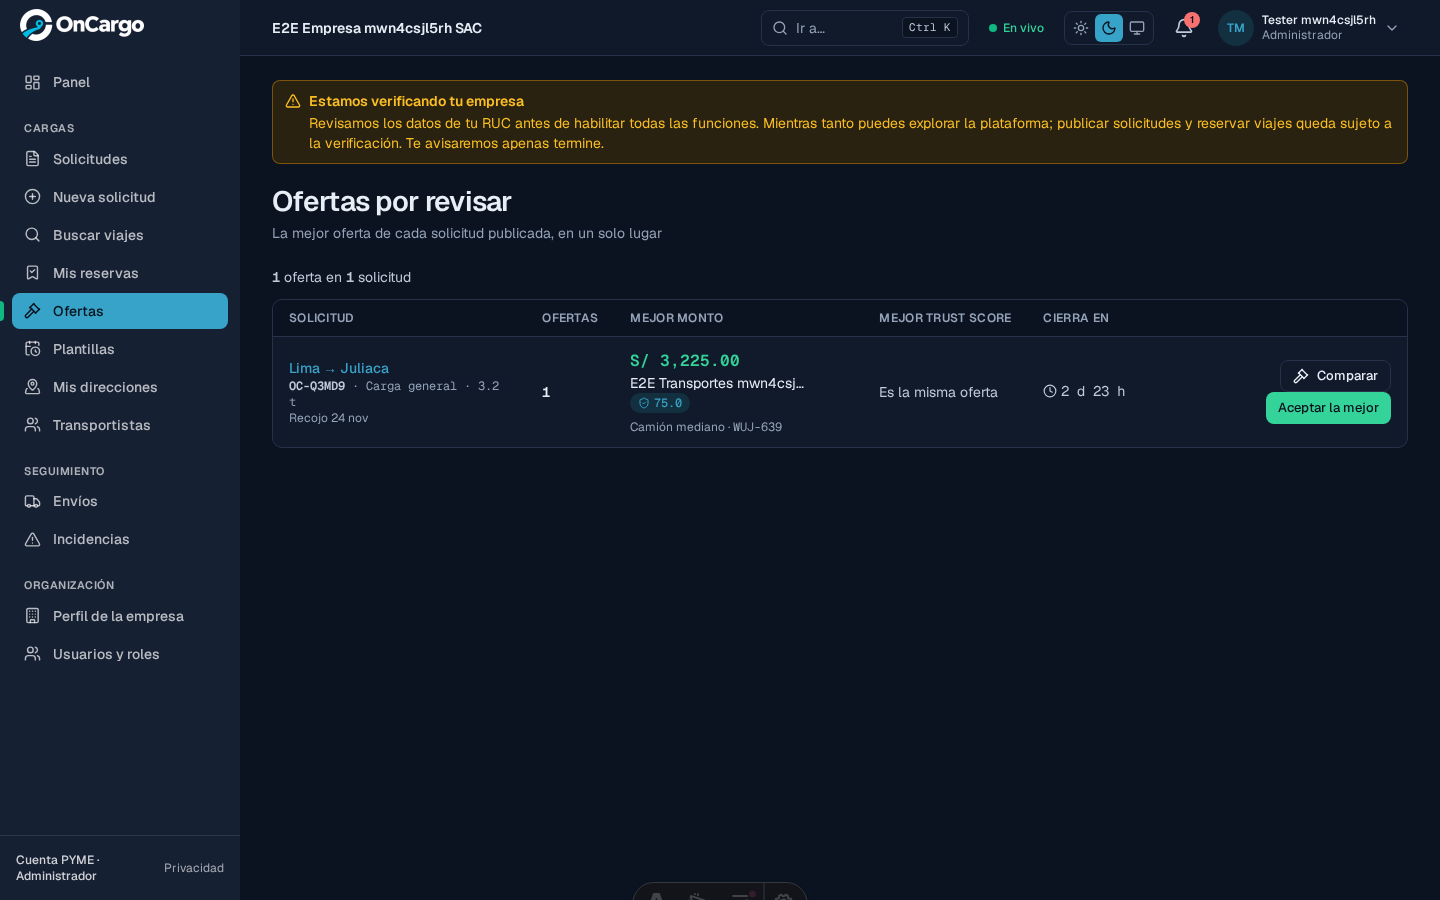 OnCargo
E2E Empresa mwn4csjl5rh SAC
Ir a...
Ctrl K
En vivo
1
TM
Tester mwn4csjl5rh
Administrador
Panel
CARGAS
Solicitudes
Nueva solicitud
Buscar viajes
Mis reservas
Ofertas
Plantillas
Mis direcciones
Transportistas
SEGUIMIENTO
Envíos
Incidencias
ORGANIZACIÓN
Perfil de la empresa
Usuarios y roles
Cuenta PYME ·
Administrador
Privacidad
Estamos verificando tu empresa
Revisamos los datos de tu RUC antes de habilitar todas las funciones. Mientras tanto puedes explorar la plataforma; publicar solicitudes y reservar viajes queda sujeto a
la verificación. Te avisaremos apenas termine.
Ofertas por revisar
La mejor oferta de cada solicitud publicada, en un solo lugar
1 oferta en 1 solicitud
SOLICITUD
OFERTAS
MEJOR MONTO
MEJOR TRUST SCORE
CIERRA EN
Lima → Juliaca
OC-Q3MD9 · Carga general · 3.2
t
Recojo 24 nov
1
S/ 3,225.00
E2E Transportes mwn4csj...
75.0
Camión mediano · WUJ-639
Es la misma oferta
2 d 23 h
Comparar
Aceptar la mejor